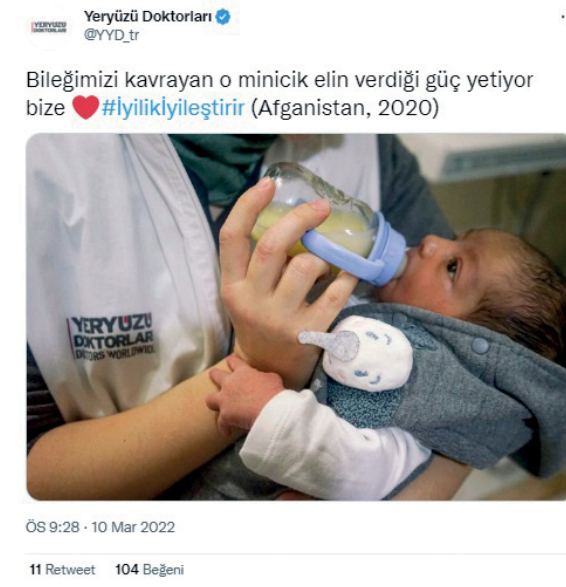 YERYÜZÜ
DOKTORLARI
Yeryüzü Doktorları
@YYD_tr
Bileğimizi kavrayan o minicik elin verdiği güç yetiyor
bize ❤️ #İyilikİyileştirir (Afganistan, 2020)
YERYÜZÜ
DOKTORLAR
DOCTORS WORLDWIDE
ÖS 9:28 · 10 Mar 2022
11 Retweet 104 Beğeni